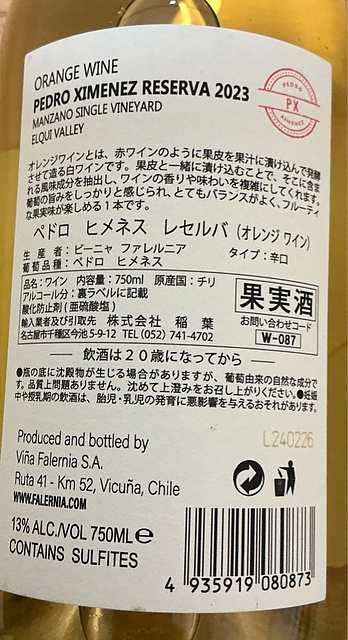 ORANGE WINE
PEDRO XIMENEZ RESERVA 2023
MANZANO SINGLE VINEYARD
ELQUI VALLEY
PEDRO
PX
XIMENEZ
オレンジワインとは、赤ワインのように果皮を果汁に漬け込んで発酵
させて造る白ワインです。果皮と一緒に漬け込むことで、そこに含ま
れる風味成分を抽出し、ワインの香りや味わいを複雑にしてくれます。
葡萄の旨みをしっかりと感じられ、とてもバランスがよく、フルーティ
な果実味が楽しめる1本です。
ペドロ ヒメネス レセルバ (オレンジ ワイン)
生産者:ビーニャ ファレルニア タイプ:辛口
葡萄品種:ペドロ ヒメネス
品名:ワイン 内容量:750ml 原産国:チリ
アルコール分:裏ラベルに記載
酸化防止剤(亜硫酸塩)
輸入業者及び引取先 株式会社 稲葉
名古屋市千種区今池 5-9-12 TEL (052) 741-4702
果実酒
お問い合わせコード
W-087
飲酒は20歳になってから
●瓶の底に沈殿物が生じる場合がありますが、葡萄由来の自然な成分で
す。品質上問題ありません。沈めて上澄みをお召し上がりください。●妊娠
中や授乳期の飲酒は、胎児・乳児の発育に悪影響を与えるおそれがあります。
Produced and bottled by
Viña Falernia S.A.
Ruta 41 - Km 52, Vicuña, Chile
WWW.FALERNIA.COM
L240226
13% ALC./VOL 750ML e
CONTAINS SULFITES
4 935919 080873